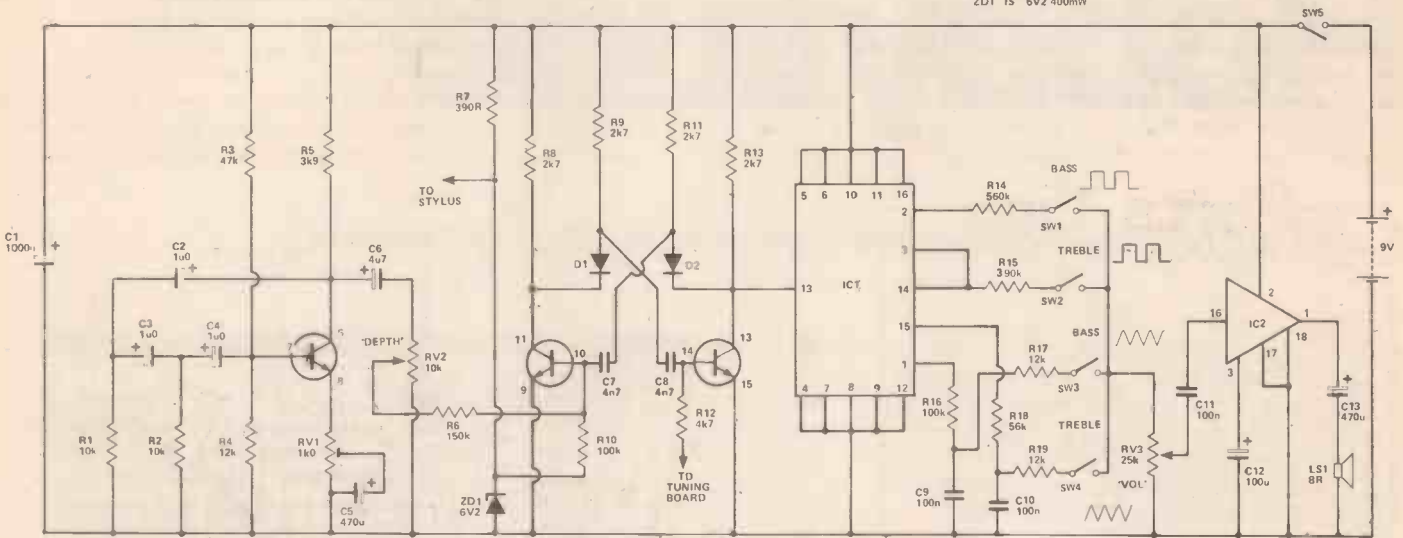 ZD1 IS 6V2 400mW
SW5
R7
390R
R9
2k7
R11
2k7
R3
47k
R5
3k9
R8
2k7
R13
2k7
TO
STYLUS
5 6 10 11 16
R14
560k
BASS
SW1
2
C1
1000u
+
+
9V
C2
1u0
+
C6
4u7
+
D1
D2
3
TREBLE
R15
390k
SW2
13
IC1
14
16
2
IC2
1
17
18
3
C3
1u0
+
C4
1u0
+
7
6
8
"DEPTH"
RV2
10k
11
10
9
C7
4n7
C8
4n7
14
13
15
15
1
BASS
R17
12k
SW3
C11
100n
R1
10k
R2
10k
R4
12k
RV1
1k0
R6
150k
R10
100k
R12
4k7
4 7 8 9 12
R16
100k
R18
56k
TREBLE
R19
12k
SW4
RV3
25k
"VOL"
+
C13
470u
C5
470u
+
ZD1
6V2
TO
TUNING
BOARD
C9
100n
C10
100n
+
C12
100u
LS1
8R